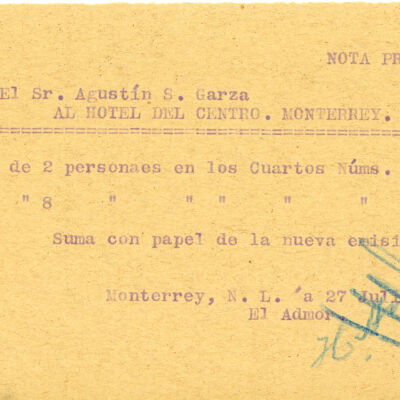 NOTA PR
El Sr. Agustín S. Garza
AL HOTEL DEL CENTRO. MONTERREY.
de 2 personaes en los Cuartos Núms.
" 8 " " " " "
Suma con papel de la nueva emisi
Monterrey, N. L. a 27 Juli
El Admor